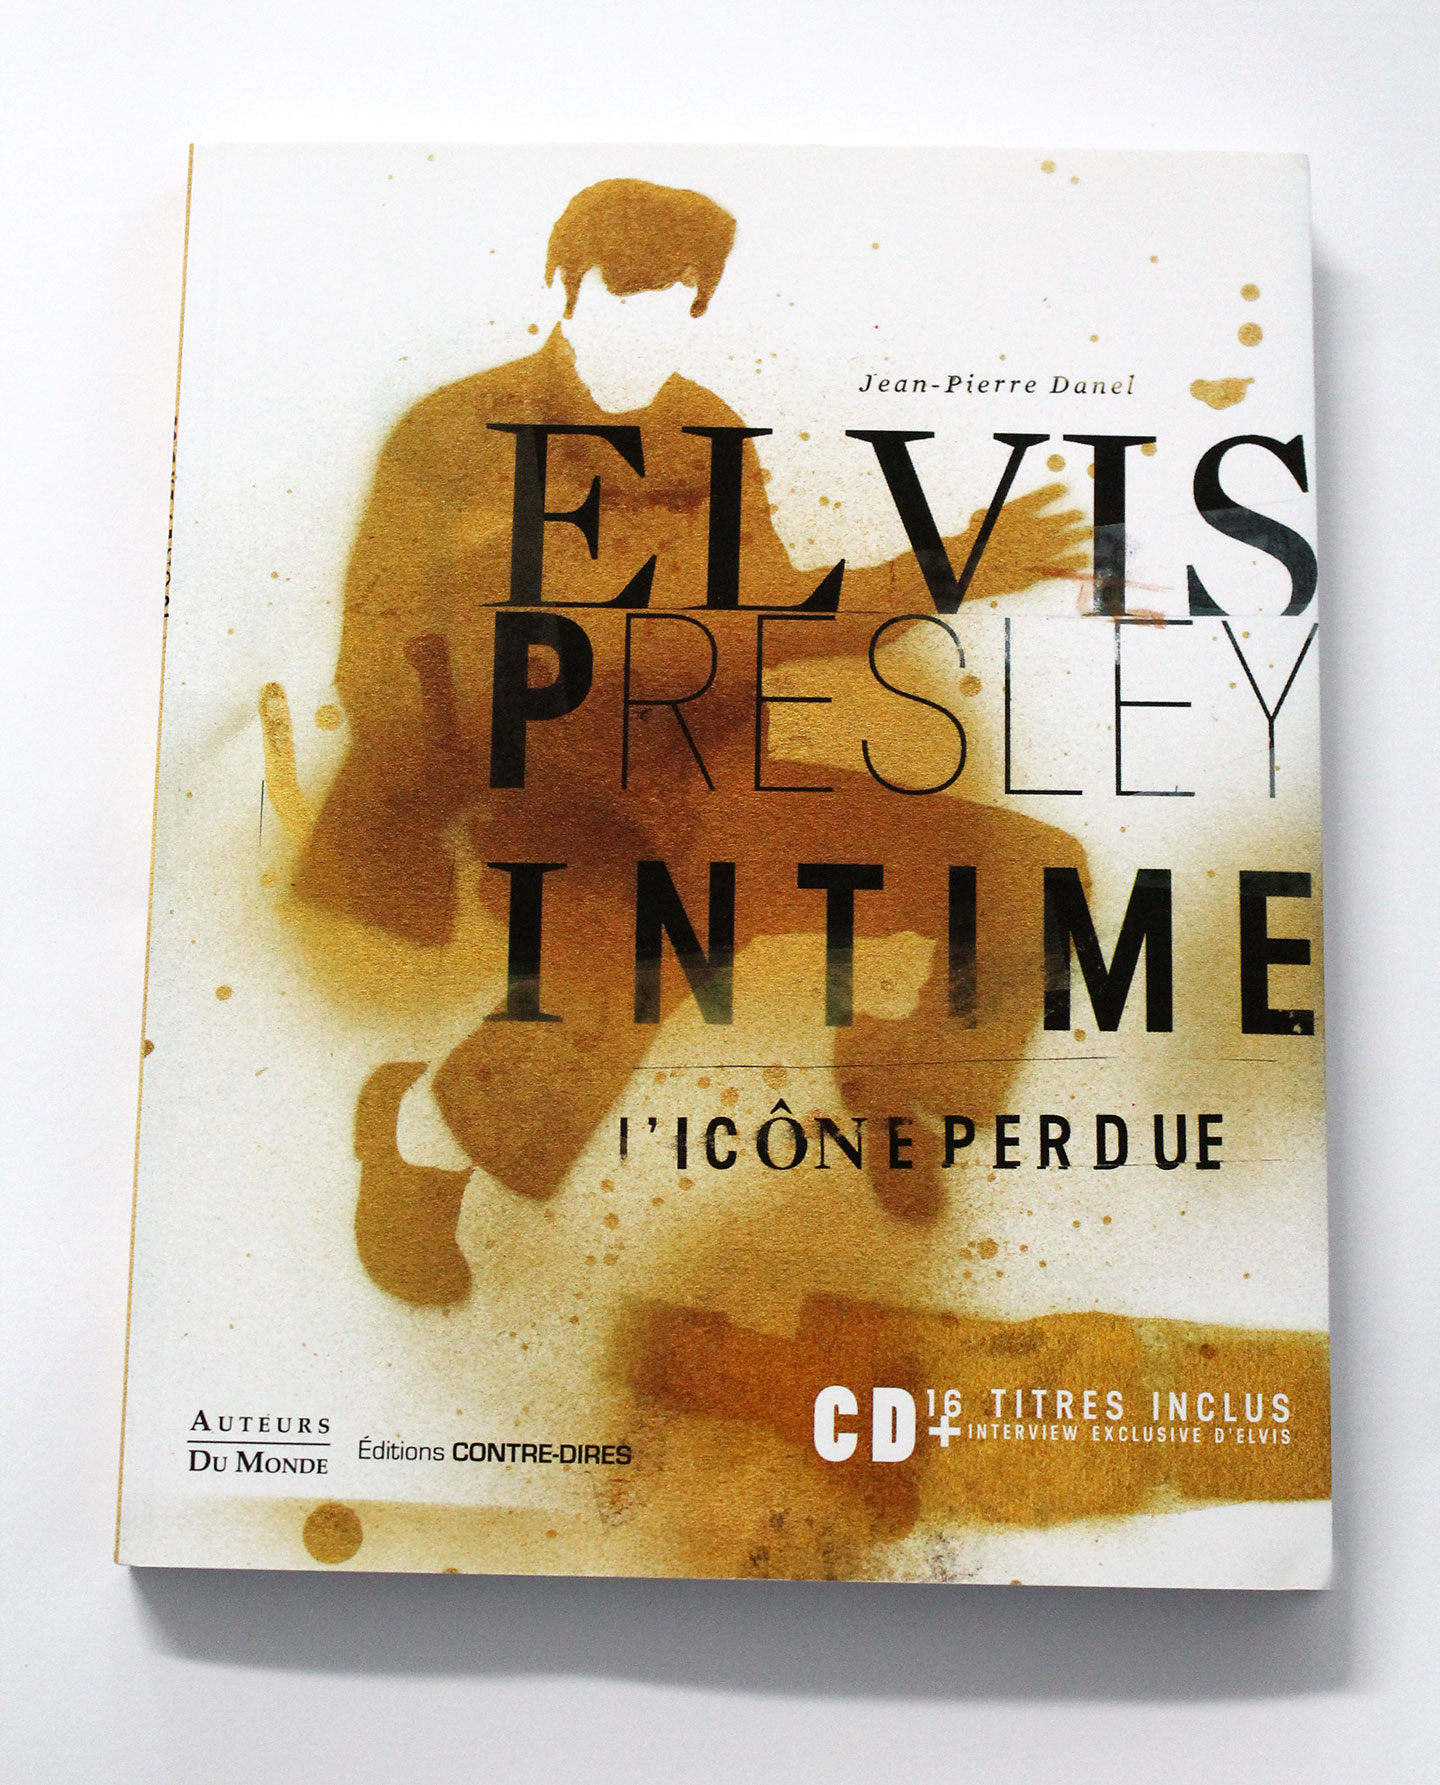 Jean-Pierre Danel
ELVIS
PRESLEY
INTIME
l'ICÔNE PERDUE
CD 16 TITRES INCLUS
+ INTERVIEW EXCLUSIVE D'ELVIS
AUTEURS
DU MONDE
Éditions CONTRE-DIRES